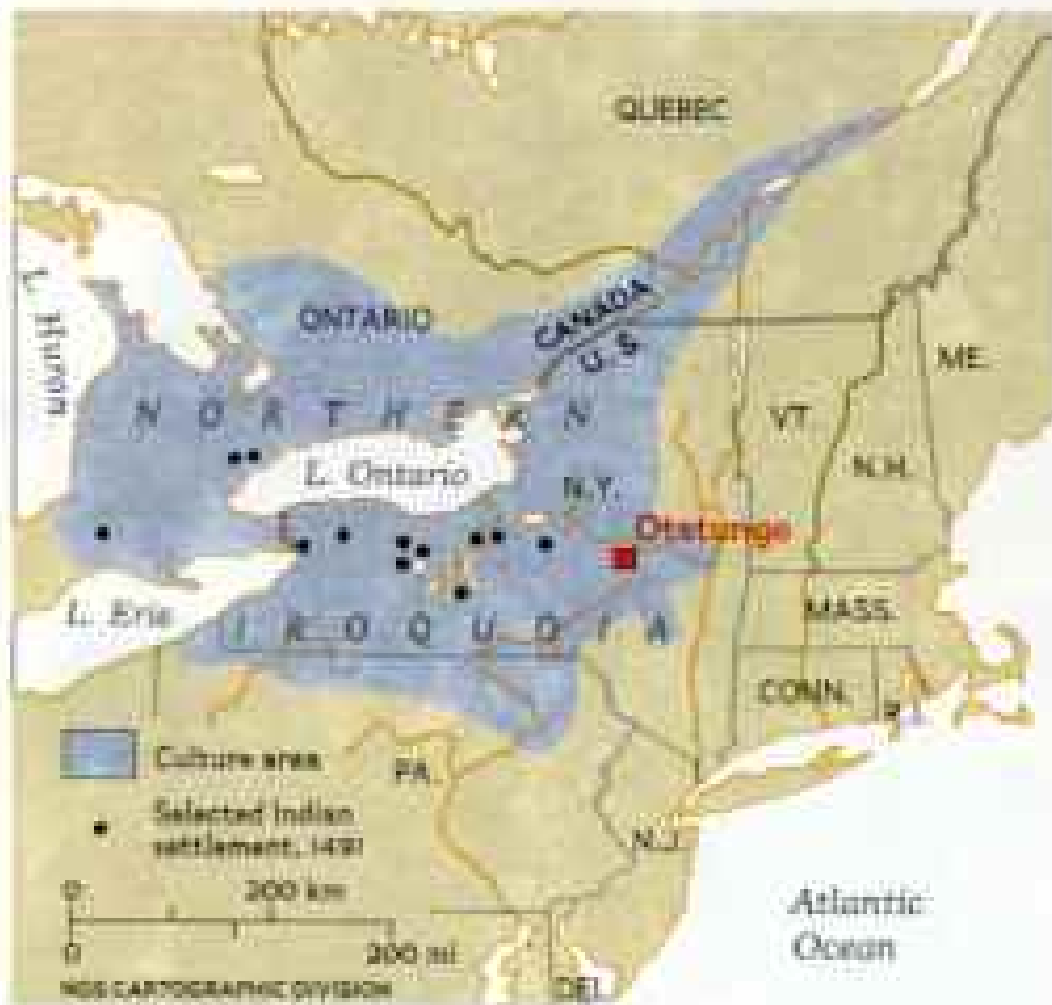 QUEBEC
L. Huron
ONTARIO
CANADA
U.S.
ME.
NORTHERN
VT.
N.H.
L. Ontario
N.Y.
Otstungo
L. Erie
MASS.
IROQUOIA
CONN.
R.
Culture area
PA.
Selected Indian
settlement, 1491
N.J.
0 200 km
0 200 mi
Atlantic
Ocean
NGS CARTOGRAPHIC DIVISION
DEL.